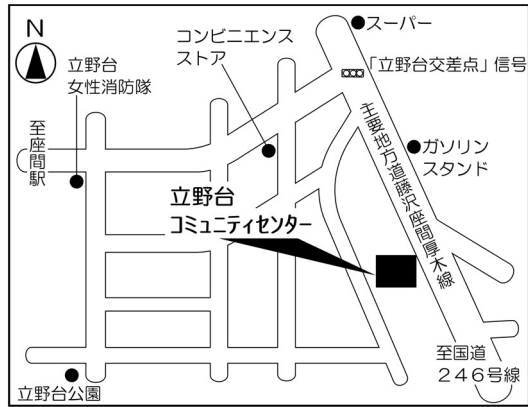 N
スーパー
コンビニエンス
ストア
「立野台交差点」信号
立野台
女性消防隊
至座間駅
主要地方道藤沢座間厚木線
ガソリン
スタンド
立野台
コミュニティセンター
至国道
246号線
立野台公園